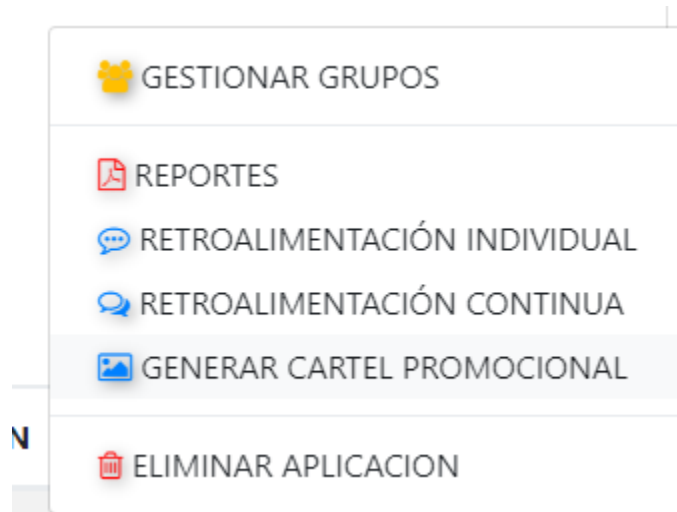 GESTIONAR GRUPOS
REPORTES
RETROALIMENTACIÓN INDIVIDUAL
RETROALIMENTACIÓN CONTINUA
GENERAR CARTEL PROMOCIONAL
N
ELIMINAR APLICACION